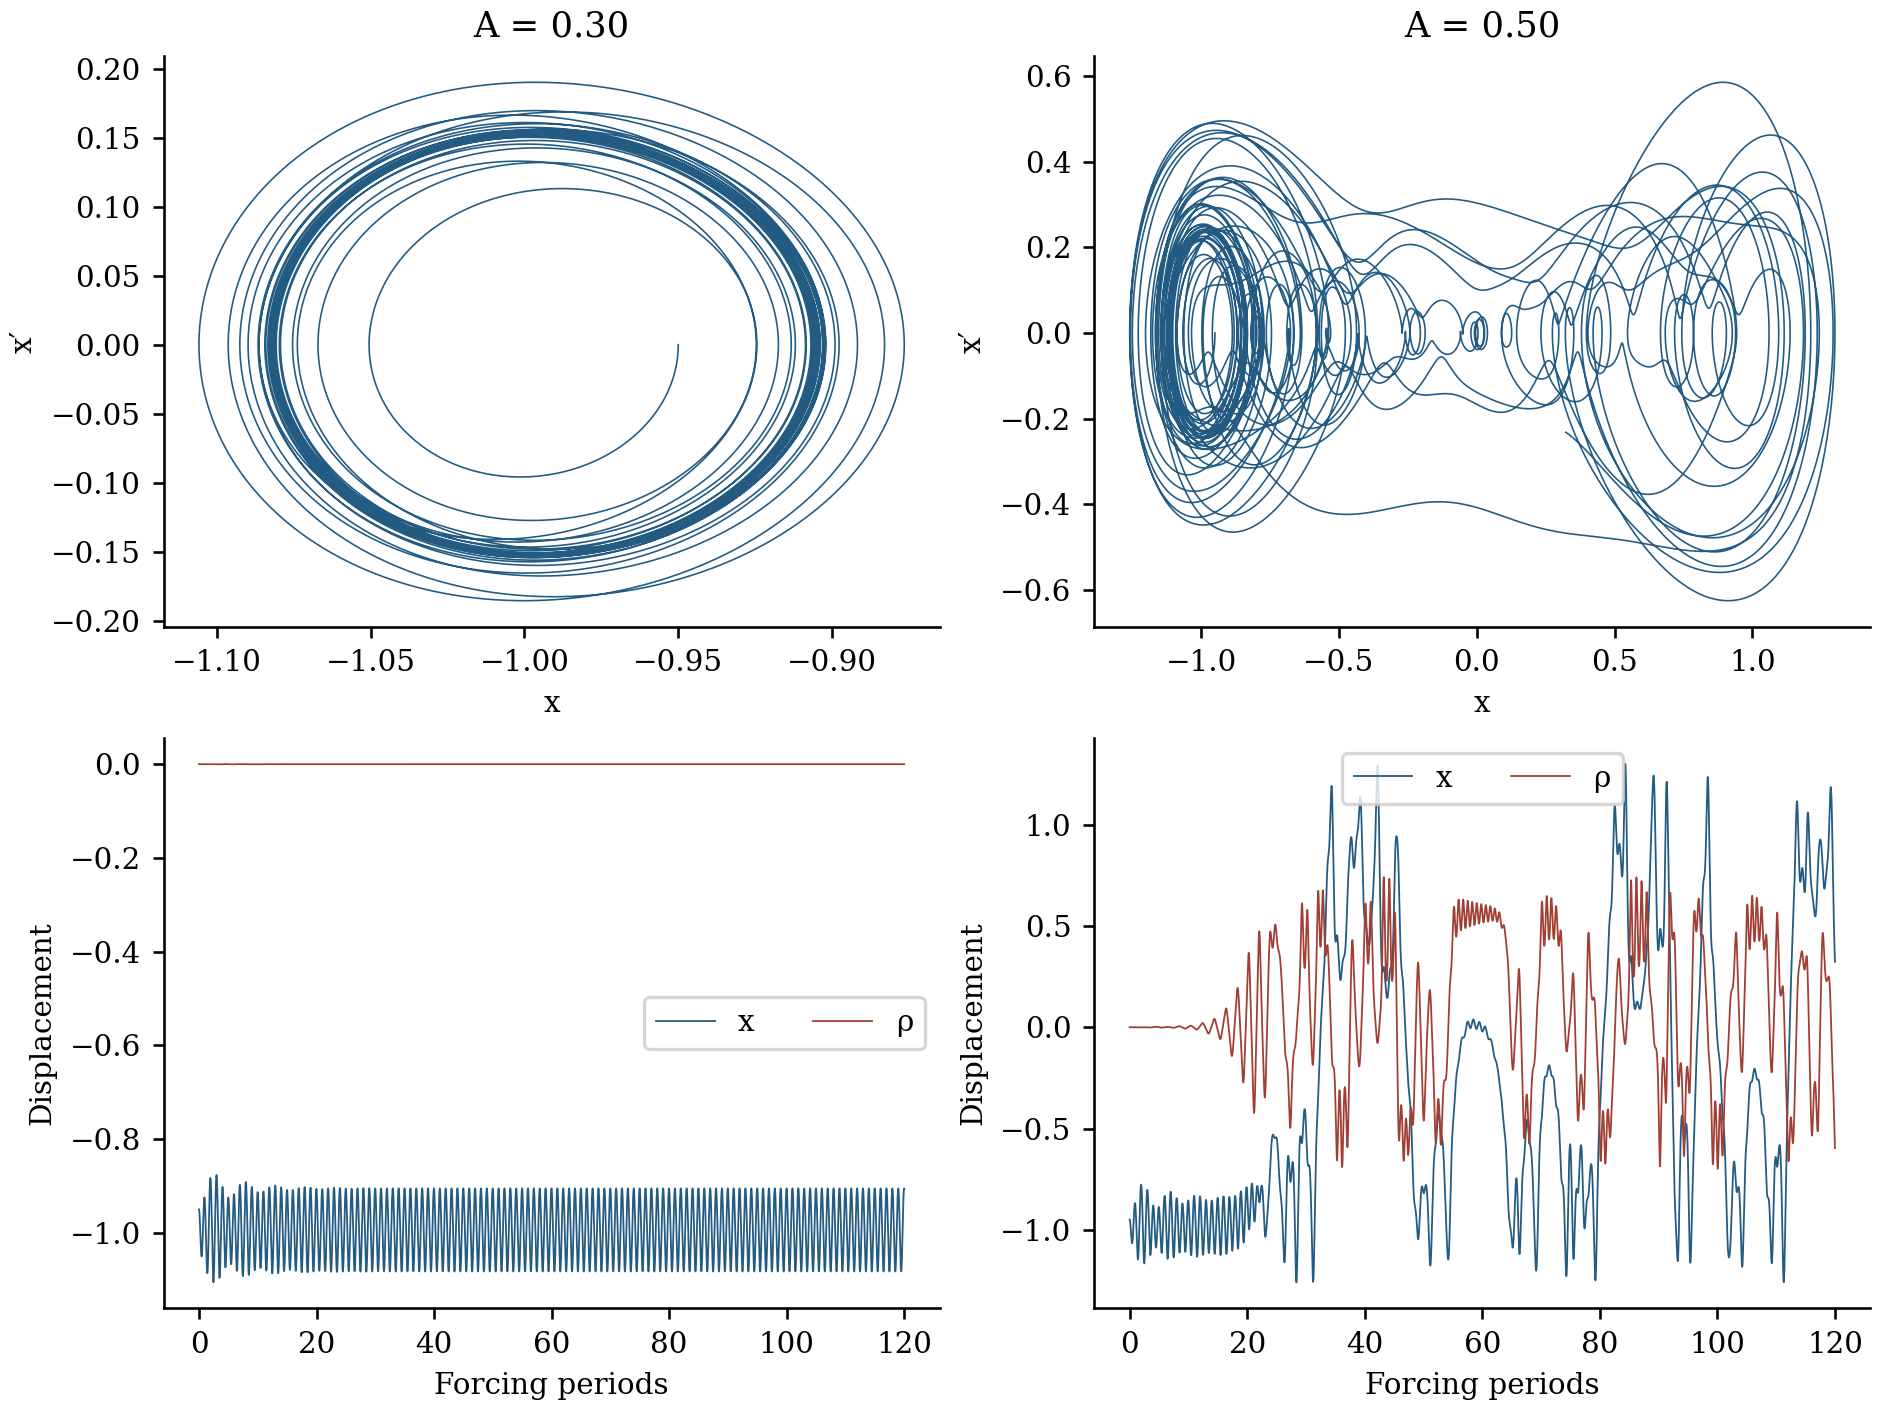 A = 0.30
0.20
0.15
0.10
0.05
0.00
−0.05
−0.10
−0.15
−0.20
x′
−1.10 −1.05 −1.00 −0.95 −0.90
x
A = 0.50
0.6
0.4
0.2
0.0
−0.2
−0.4
−0.6
x′
−1.0 −0.5 0.0 0.5 1.0
x
0.0
−0.2
−0.4
−0.6
−0.8
−1.0
Displacement
x ρ
0 20 40 60 80 100 120
Forcing periods
x ρ
1.0
0.5
0.0
−0.5
−1.0
Displacement
0 20 40 60 80 100 120
Forcing periods